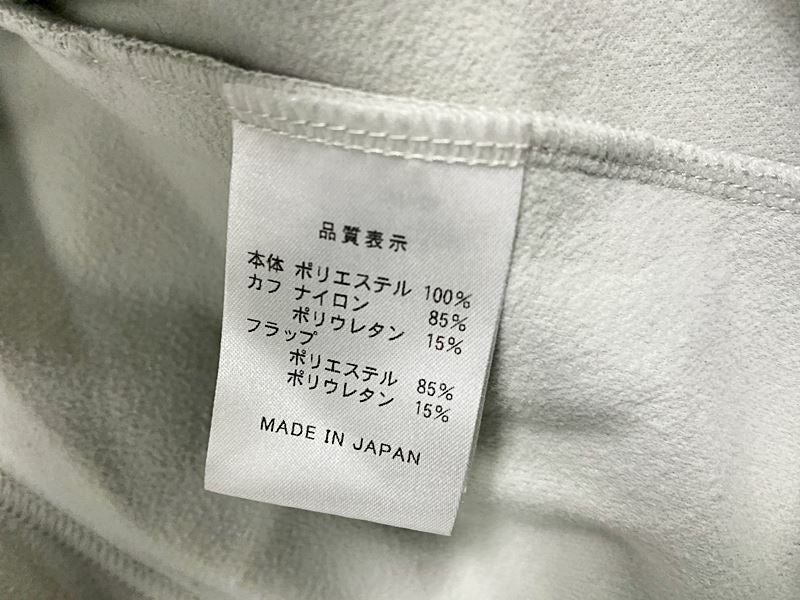 品質表示
本体 ポリエステル 100%
カフ ナイロン 85%
ポリウレタン 15%
フラップ
ポリエステル 85%
ポリウレタン 15%
MADE IN JAPAN